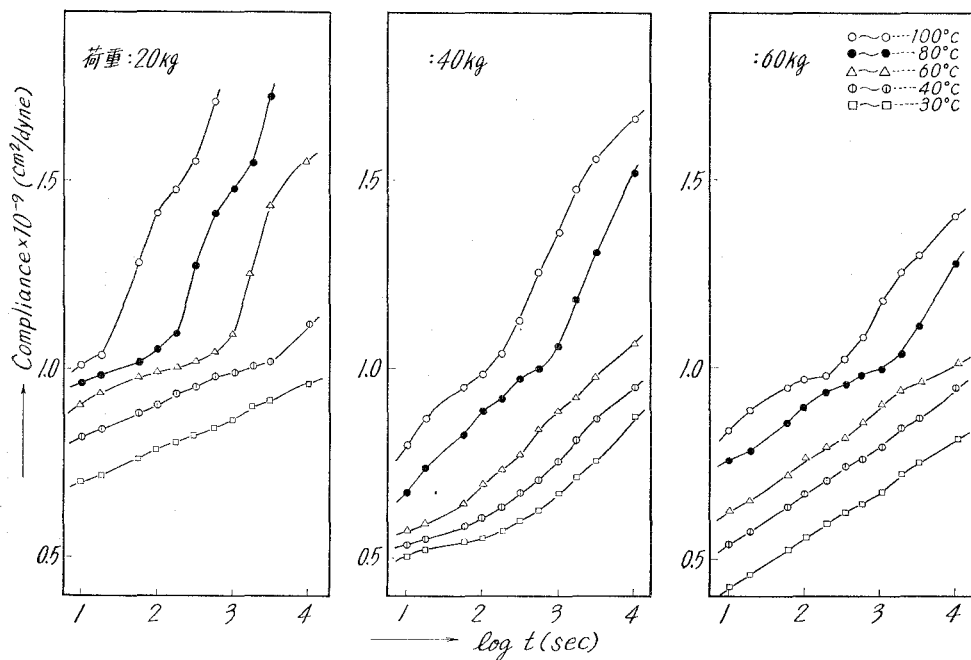 荷重:20kg
:40kg
:60kg
○~○---100°c
●~●---80°c
△~△---60°c
⦶~⦶---40°c
□~□---30°c
→ Compliance×10⁻⁹ (cm²/dyne)
1.5
1.0
0.5
1.5
1.0
0.5
1.5
1.0
0.5
1 2 3 4
1 2 3 4
1 2 3 4
→ log t (sec)